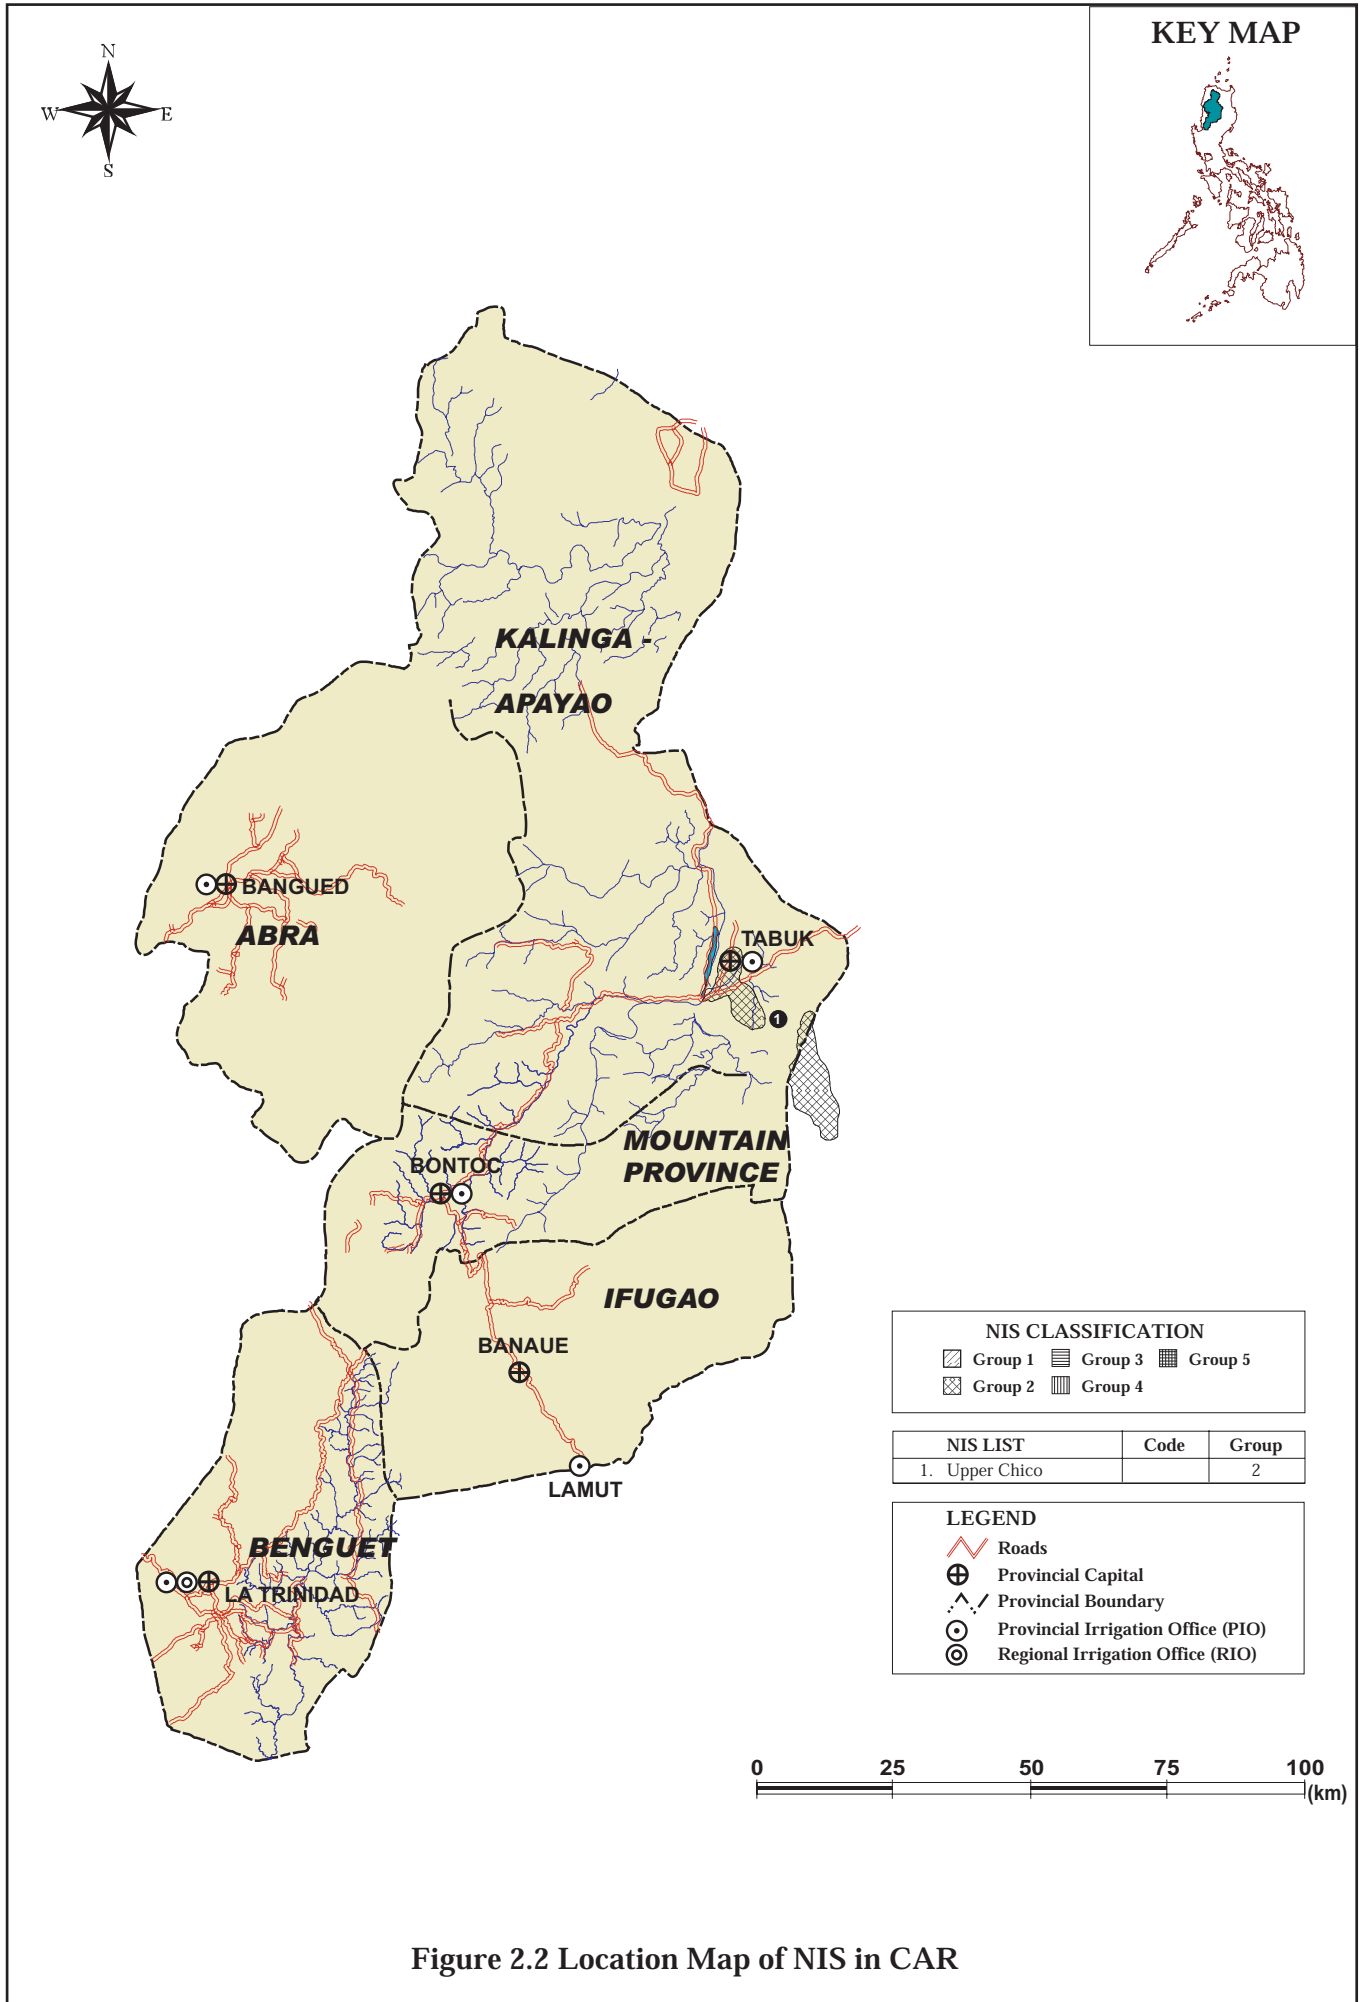 KEY MAP
N
W E
S
KALINGA -
APAYAO
BANGUED
ABRA
TABUK
1
MOUNTAIN
PROVINCE
BONTOC
IFUGAO
BANAUE
LAMUT
BENGUET
LA TRINIDAD
NIS CLASSIFICATION
Group 1 Group 3 Group 5
Group 2 Group 4
NIS LIST Code Group
1. Upper Chico 2
LEGEND
Roads
Provincial Capital
Provincial Boundary
Provincial Irrigation Office (PIO)
Regional Irrigation Office (RIO)
0 25 50 75 100
(km)
Figure 2.2 Location Map of NIS in CAR